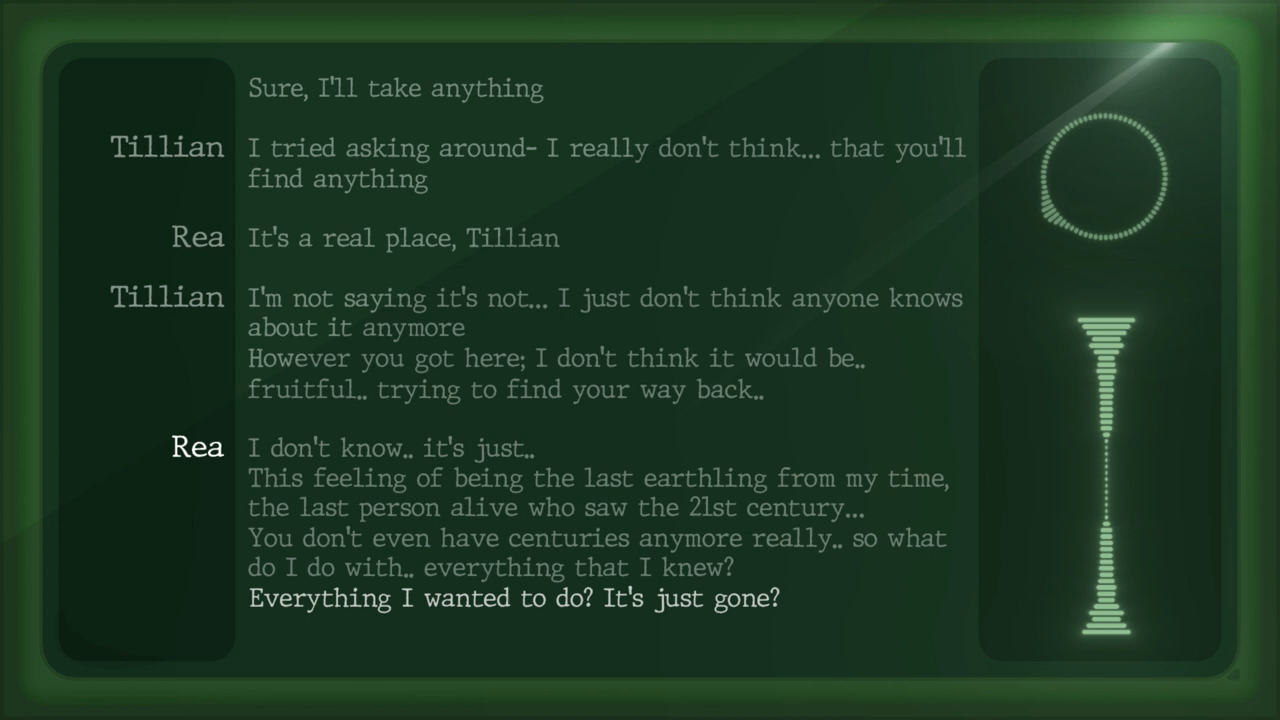 Sure, I'll take anything
Tillian I tried asking around- I really don't think... that you'll
find anything
Rea It's a real place, Tillian
Tillian I'm not saying it's not... I just don't think anyone knows
about it anymore
However you got here; I don't think it would be..
fruitful.. trying to find your way back..
Rea I don't know.. it's just..
This feeling of being the last earthling from my time,
the last person alive who saw the 21st century...
You don't even have centuries anymore really.. so what
do I do with.. everything that I knew?
Everything I wanted to do? It's just gone?